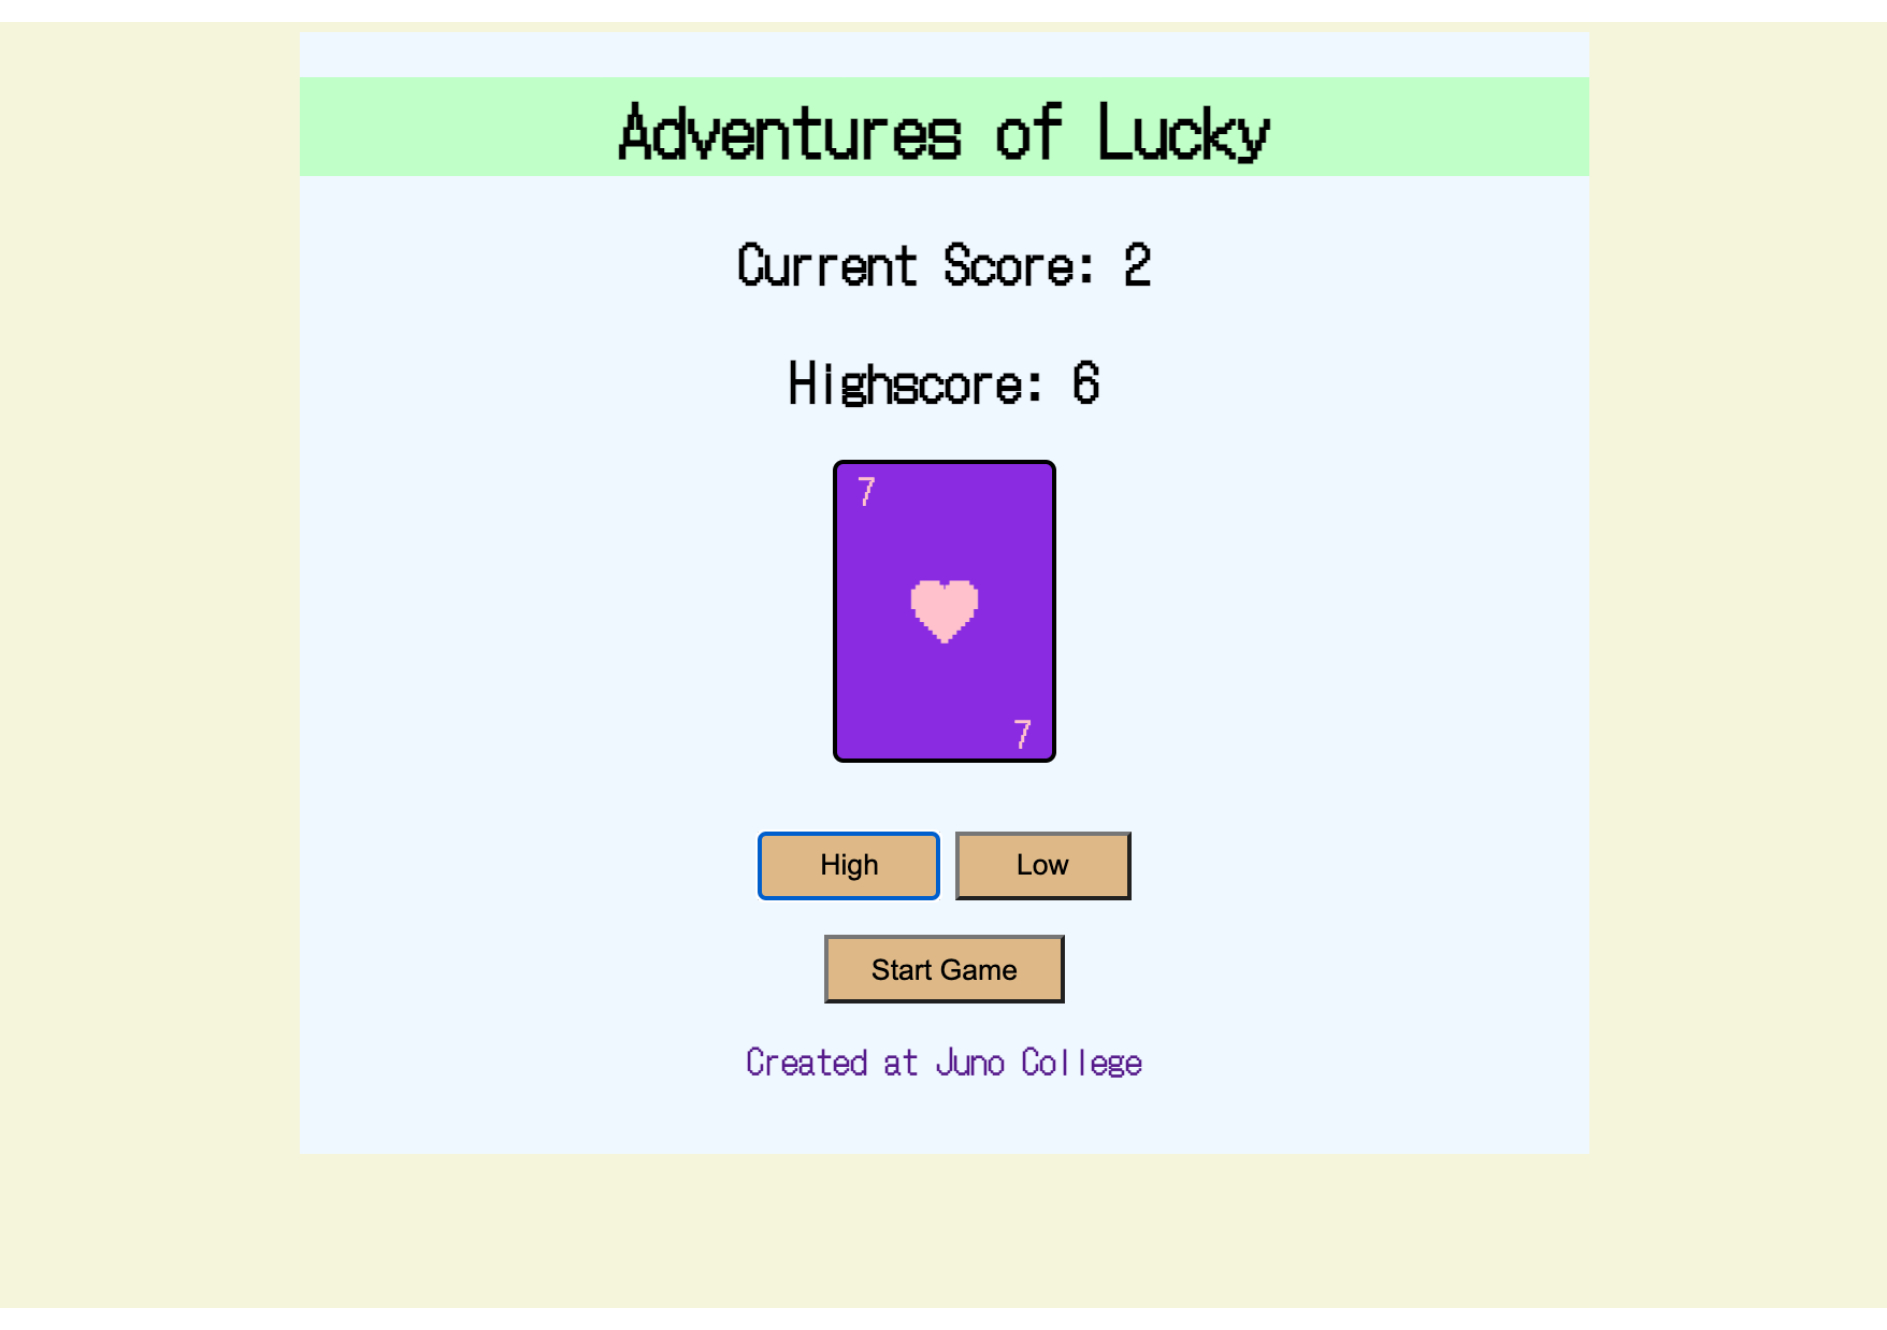 Adventures of Lucky
Current Score: 2
Highscore: 6
7
7
High Low
Start Game
Created at Juno College